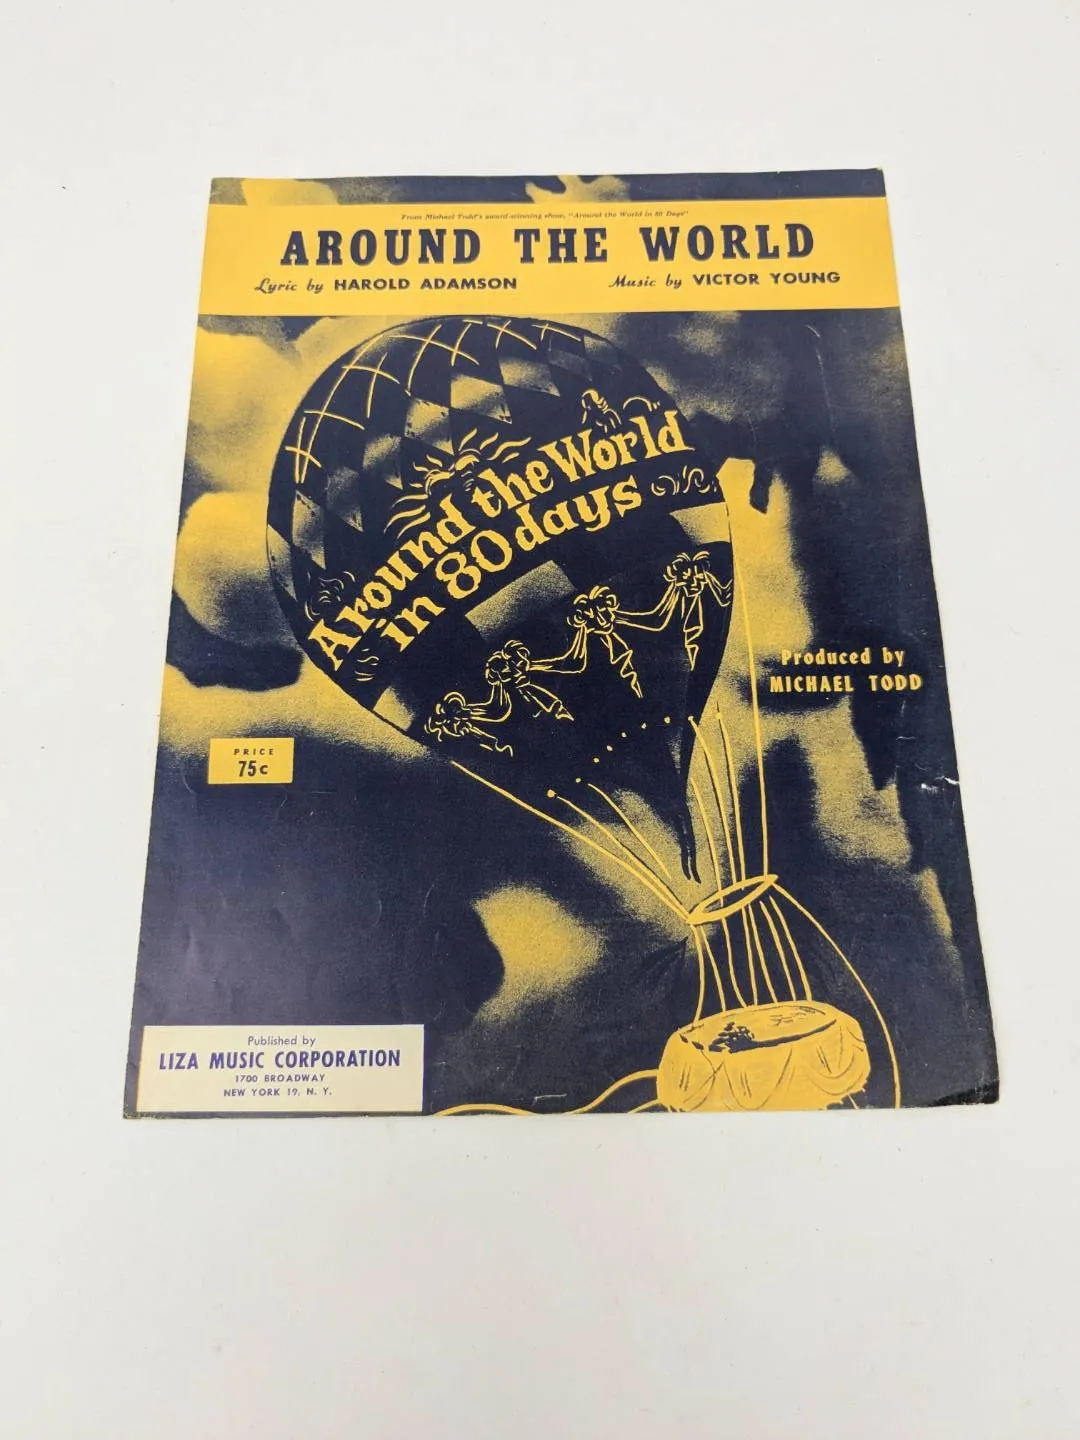 From Michael Todd's award-winning show, "Around the World in 80 Days"
AROUND THE WORLD
Lyric by HAROLD ADAMSON
Music by VICTOR YOUNG
Around the World
in 80 days
Produced by
MICHAEL TODD
PRICE
75c
Published by
LIZA MUSIC CORPORATION
1700 BROADWAY
NEW YORK 19, N. Y.